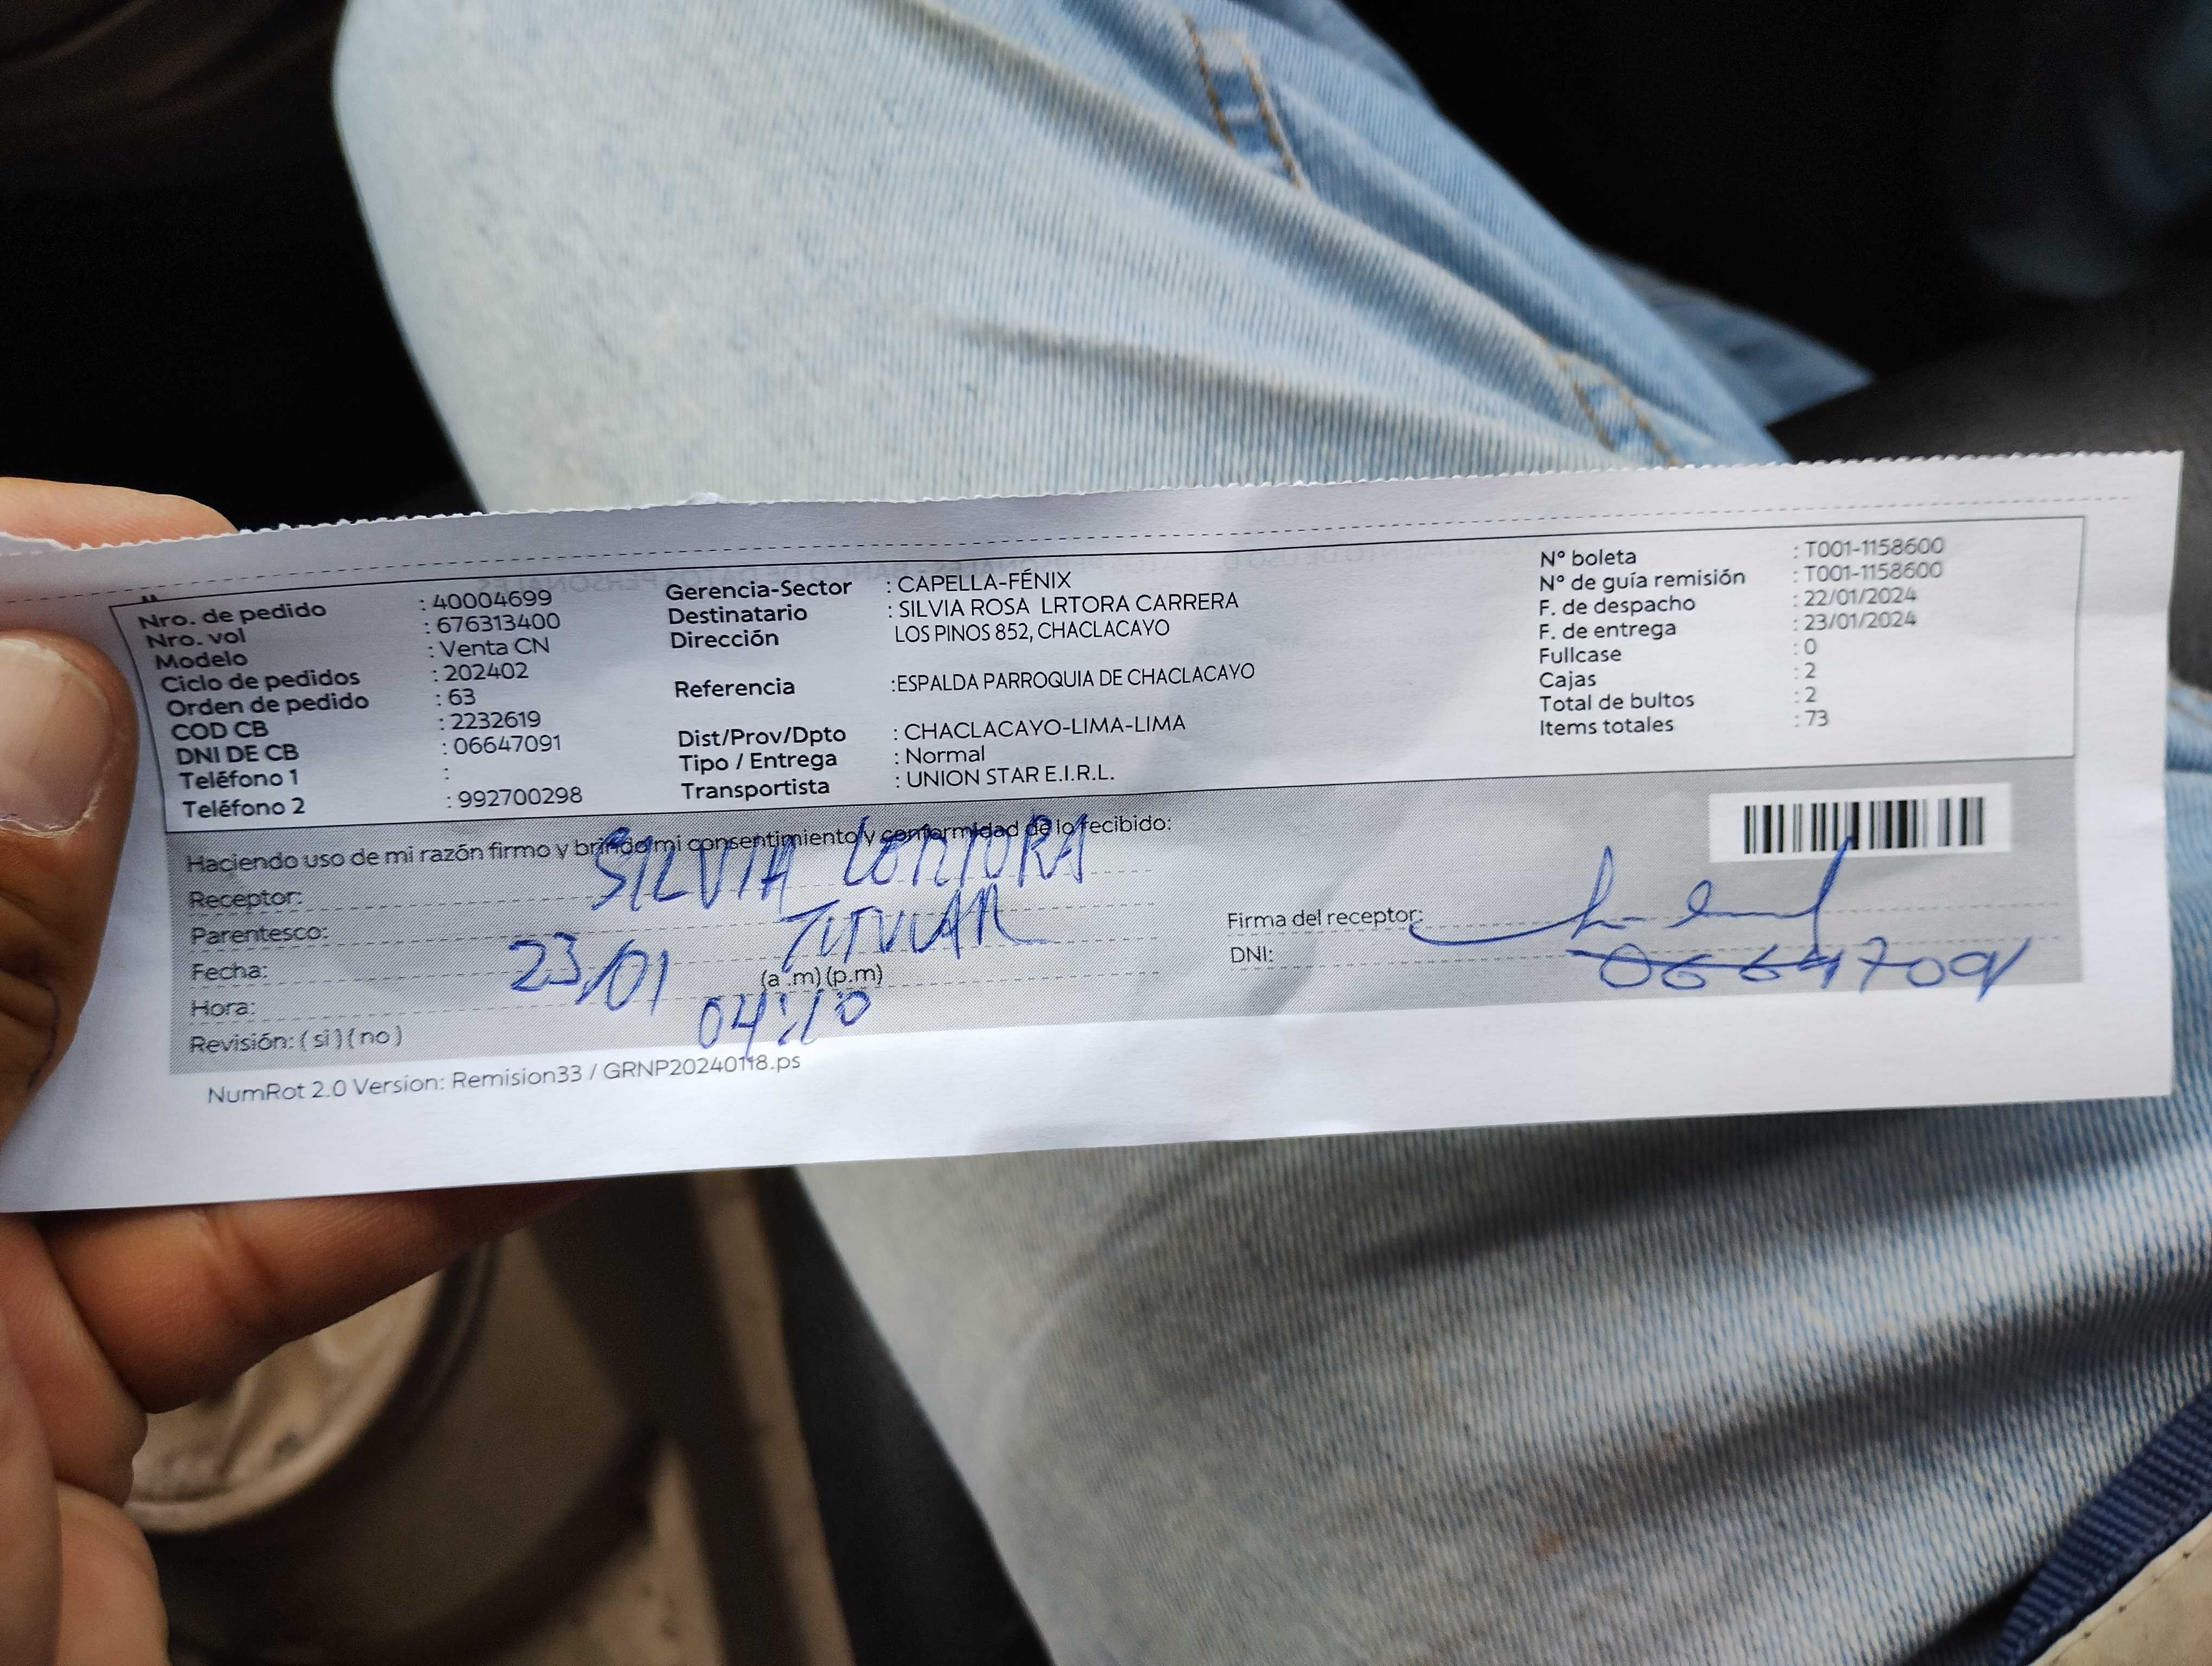 Nro. de pedido : 40004699
Nro. vol : 676313400
Modelo : Venta CN
Ciclo de pedidos : 202402
Orden de pedido : 63
COD CB : 2232619
DNI DE CB : 06647091
Teléfono 1 :
Teléfono 2 : 992700298
Gerencia-Sector : CAPELLA-FÉNIX
Destinatario : SILVIA ROSA LRTORA CARRERA
Dirección LOS PINOS 852, CHACLACAYO
Referencia :ESPALDA PARROQUIA DE CHACLACAYO
Dist/Prov/Dpto : CHACLACAYO-LIMA-LIMA
Tipo / Entrega : Normal
Transportista : UNION STAR E.I.R.L.
N° boleta : T001-1158600
N° de guía remisión : T001-1158600
F. de despacho : 22/01/2024
F. de entrega : 23/01/2024
Fullcase : 0
Cajas : 2
Total de bultos : 2
Items totales : 73
Haciendo uso de mi razón firmo y brindo mi consentimiento y conformidad de lo recibido:
Receptor: SILVIA
Parentesco: TITULAR
Fecha: 23/01
Hora: 04:10 (a .m) (p.m)
Revisión: ( si ) ( no )
Firma del receptor:
DNI: 06647091
NumRot 2.0 Version: Remision33 / GRNP20240118.ps